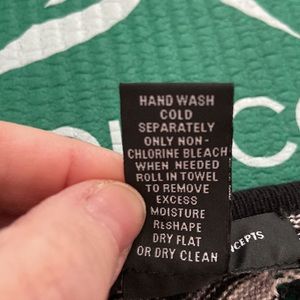 HAND WASH
COLD
SEPARATELY
ONLY NON-
CHLORINE BLEACH
WHEN NEEDED
ROLL IN TOWEL
TO REMOVE
EXCESS
MOISTURE
RESHAPE
DRY FLAT
OR DRY CLEAN
NCEPTS